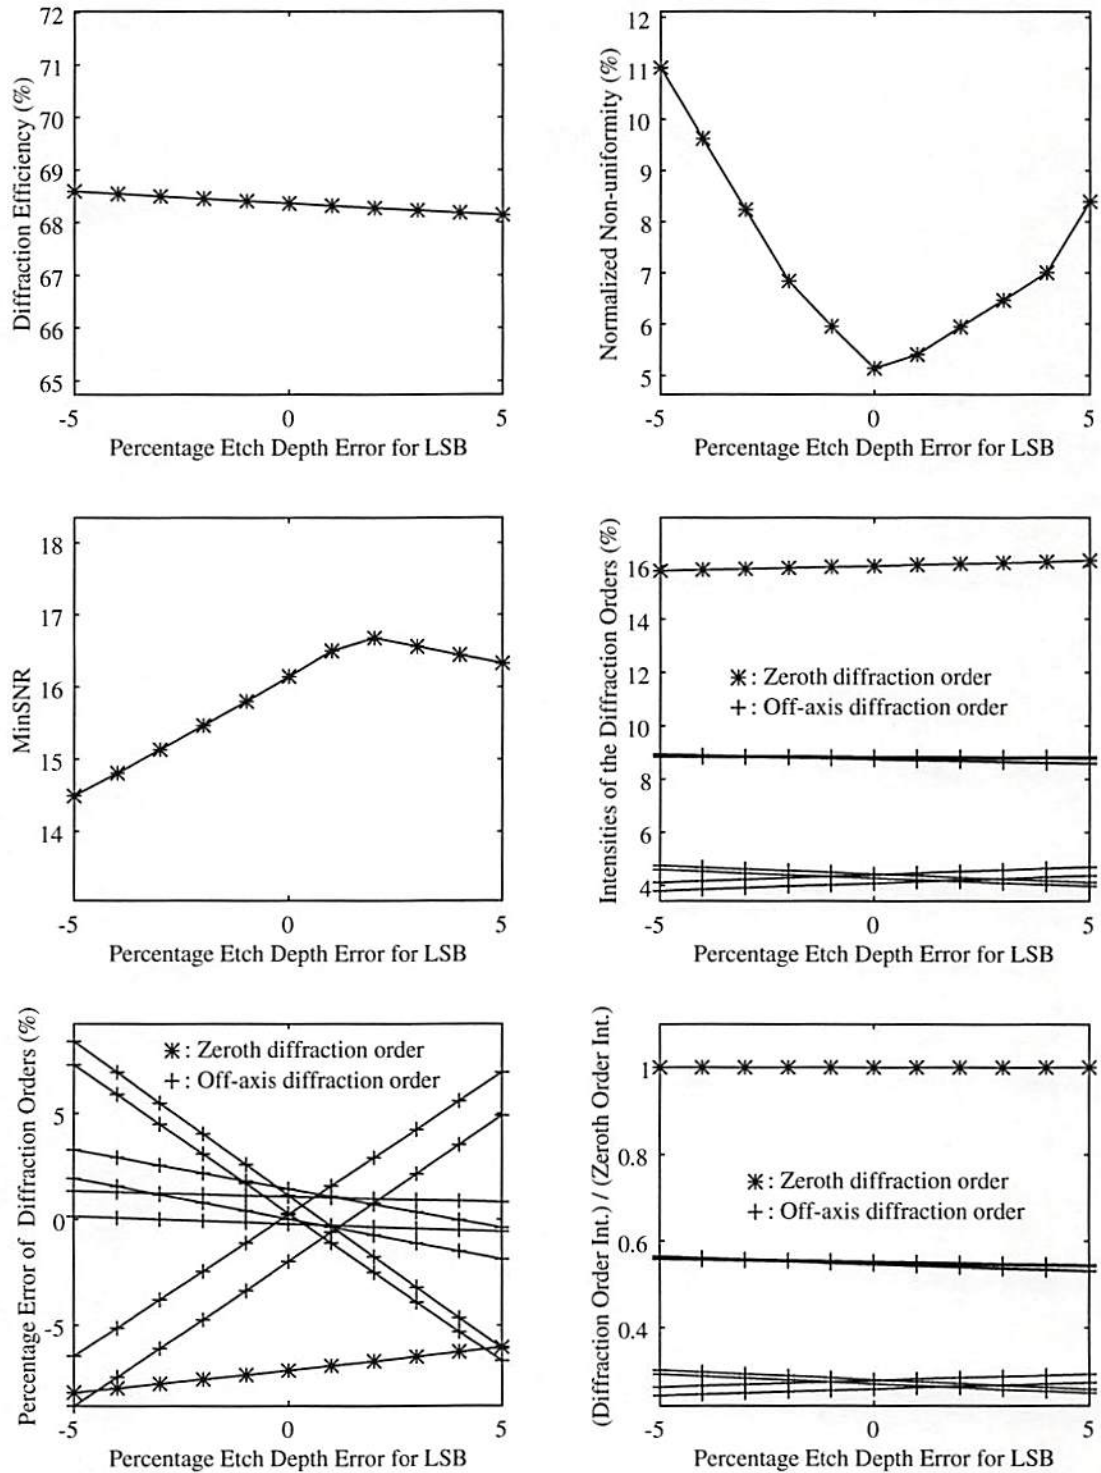 Diffraction Efficiency (%)
72
71
70
69
68
67
66
65
-5 0 5
Percentage Etch Depth Error for LSB
Normalized Non-uniformity (%)
12
11
10
9
8
7
6
5
-5 0 5
Percentage Etch Depth Error for LSB
MinSNR
18
17
16
15
14
-5 0 5
Percentage Etch Depth Error for LSB
Intensities of the Diffraction Orders (%)
16
14
12
10
8
6
4
: Zeroth diffraction order
: Off-axis diffraction order
-5 0 5
Percentage Etch Depth Error for LSB
Percentage Error of Diffraction Orders (%)
: Zeroth diffraction order
: Off-axis diffraction order
5
0
-5
-5 0 5
Percentage Etch Depth Error for LSB
(Diffraction Order Int.) / (Zeroth Order Int.)
1
0.8
0.6
0.4
: Zeroth diffraction order
: Off-axis diffraction order
-5 0 5
Percentage Etch Depth Error for LSB